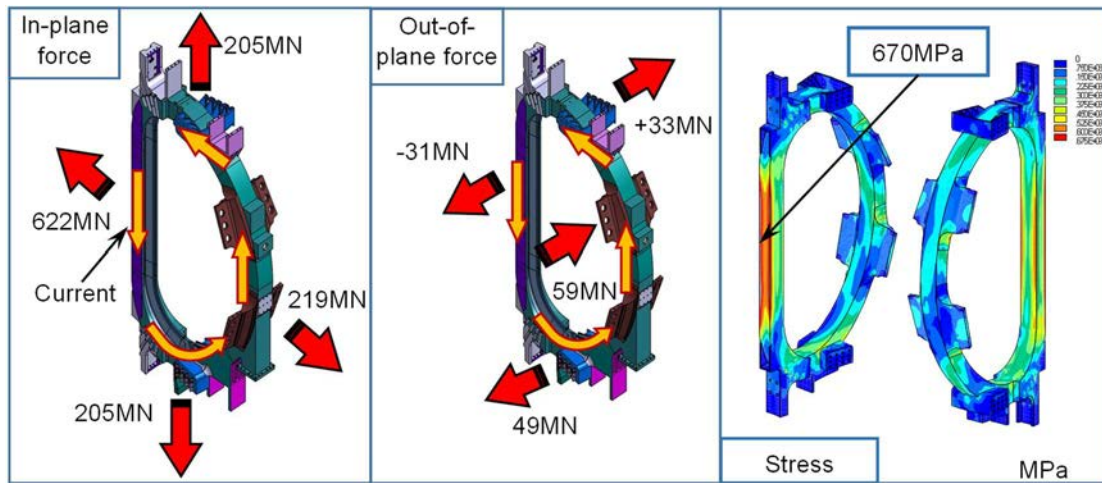 In-plane
force
205MN
622MN
Current
219MN
205MN
Out-of-
plane force
+33MN
-31MN
59MN
49MN
670MPa
0
Stress
MPa